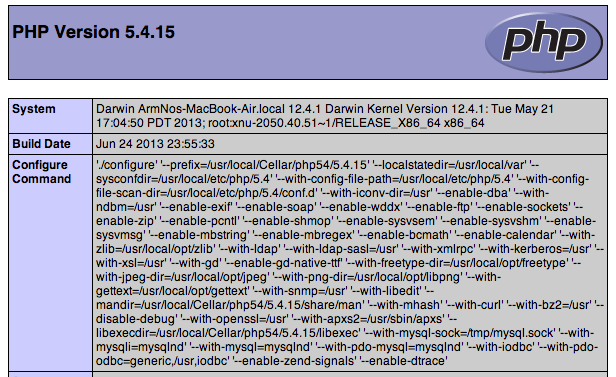 PHP Version 5.4.15
php
System
Darwin ArmNos-MacBook-Air.local 12.4.1 Darwin Kernel Version 12.4.1: Tue May 21
17:04:50 PDT 2013; root:xnu-2050.40.51~1/RELEASE_X86_64 x86_64
Build Date
Jun 24 2013 23:55:33
Configure
Command
'./configure' '--prefix=/usr/local/Cellar/php54/5.4.15' '--localstatedir=/usr/local/var' '--
sysconfdir=/usr/local/etc/php/5.4' '--with-config-file-path=/usr/local/etc/php/5.4' '--with-config-
file-scan-dir=/usr/local/etc/php/5.4/conf.d' '--with-iconv-dir=/usr' '--enable-dba' '--with-
ndbm=/usr' '--enable-exif' '--enable-soap' '--enable-wddx' '--enable-ftp' '--enable-sockets' '--
enable-zip' '--enable-pcntl' '--enable-shmop' '--enable-sysvsem' '--enable-sysvshm' '--enable-
sysvmsg' '--enable-mbstring' '--enable-mbregex' '--enable-bcmath' '--enable-calendar' '--with-
zlib=/usr/local/opt/zlib' '--with-ldap' '--with-ldap-sasl=/usr' '--with-xmlrpc' '--with-kerberos=/usr' '-
-with-xsl=/usr' '--with-gd' '--enable-gd-native-ttf' '--with-freetype-dir=/usr/local/opt/freetype' '--
with-jpeg-dir=/usr/local/opt/jpeg' '--with-png-dir=/usr/local/opt/libpng' '--with-
gettext=/usr/local/opt/gettext' '--with-snmp=/usr' '--with-libedit' '--
mandir=/usr/local/Cellar/php54/5.4.15/share/man' '--with-mhash' '--with-curl' '--with-bz2=/usr' '--
disable-debug' '--with-openssl=/usr' '--with-apxs2=/usr/sbin/apxs' '--
libexecdir=/usr/local/Cellar/php54/5.4.15/libexec' '--with-mysql-sock=/tmp/mysql.sock' '--with-
mysqli=mysqlnd' '--with-mysql=mysqlnd' '--with-pdo-mysql=mysqlnd' '--with-iodbc' '--with-pdo-
odbc=generic,/usr,iodbc' '--enable-zend-signals' '--enable-dtrace'